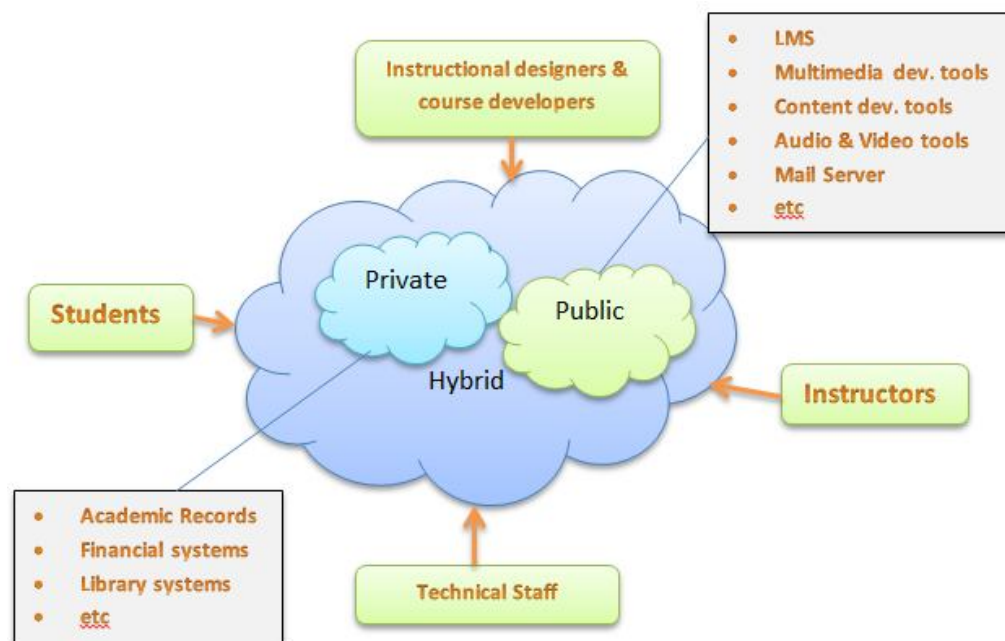 Instructional designers &
course developers
• LMS
• Multimedia dev. tools
• Content dev. tools
• Audio & Video tools
• Mail Server
• etc
Private
Public
Students
Hybrid
Instructors
• Academic Records
• Financial systems
• Library systems
• etc
Technical Staff